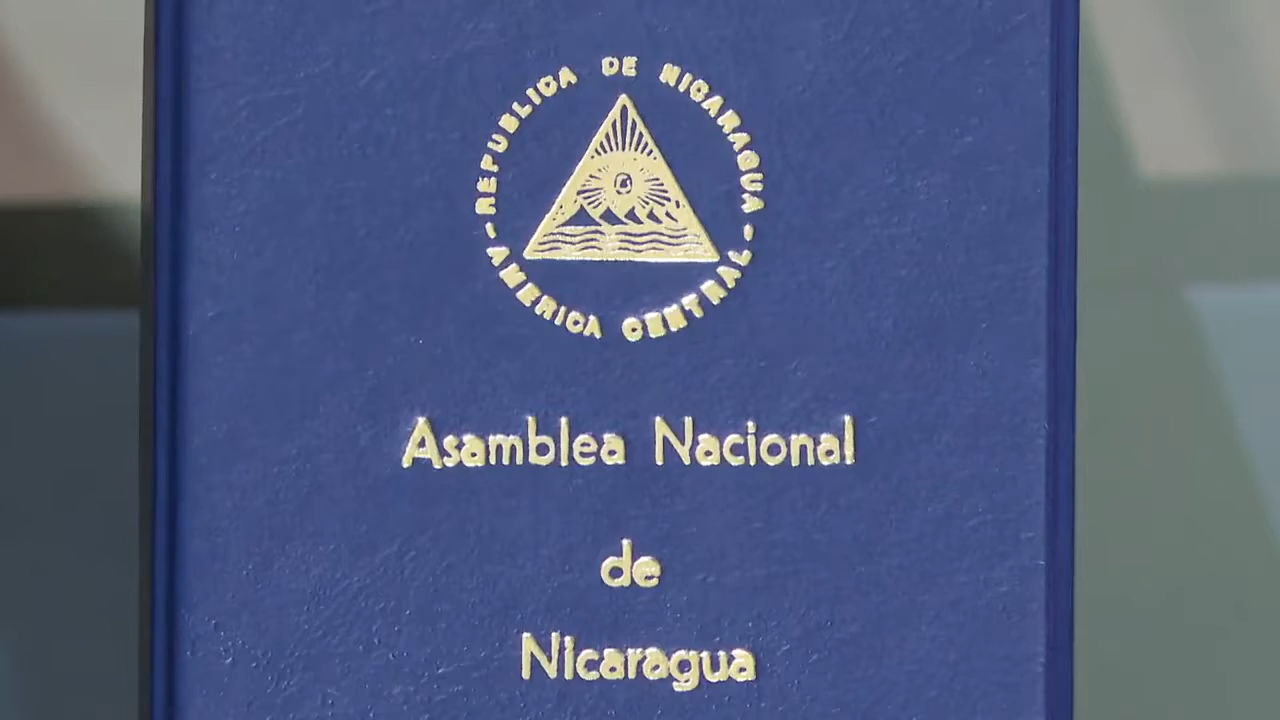 REPUBLICA DE NICARAGUA
- AMERICA CENTRAL -
Asamblea Nacional
de
Nicaragua